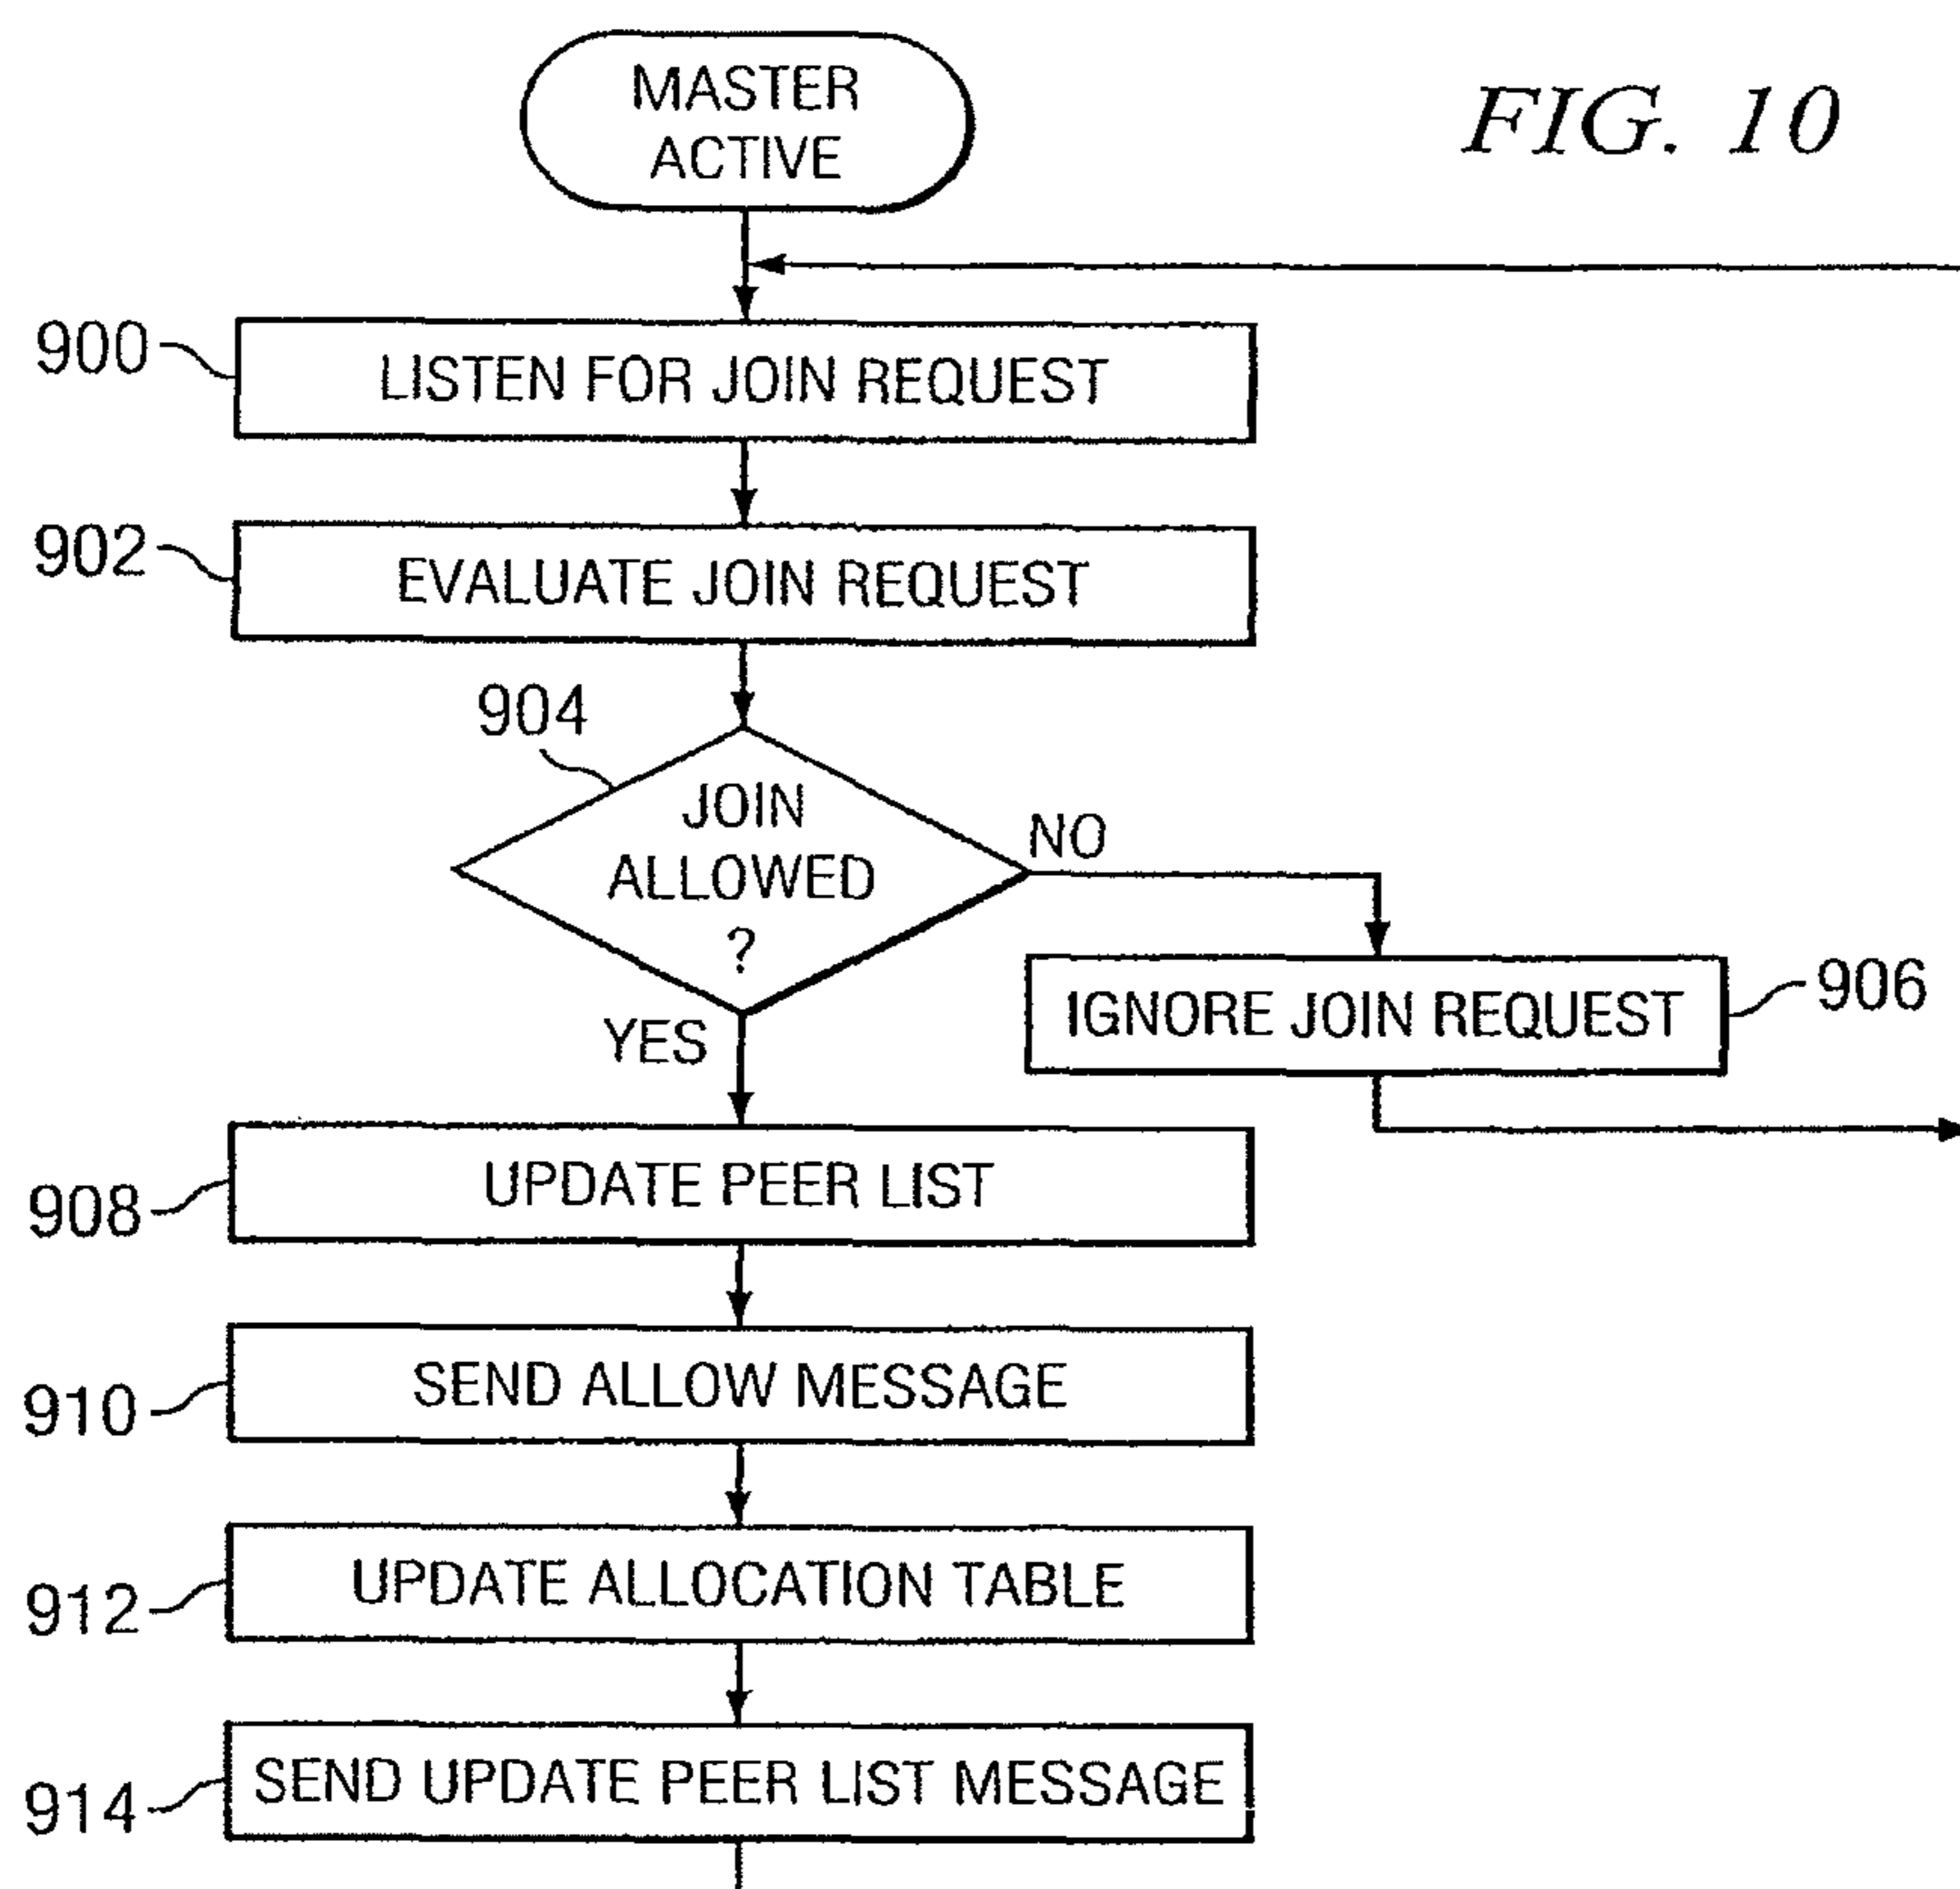 MASTER
ACTIVE
FIG. 10
900
LISTEN FOR JOIN REQUEST
902
EVALUATE JOIN REQUEST
904
JOIN
ALLOWED
?
NO
YES
IGNORE JOIN REQUEST
906
908
UPDATE PEER LIST
910
SEND ALLOW MESSAGE
912
UPDATE ALLOCATION TABLE
914
SEND UPDATE PEER LIST MESSAGE